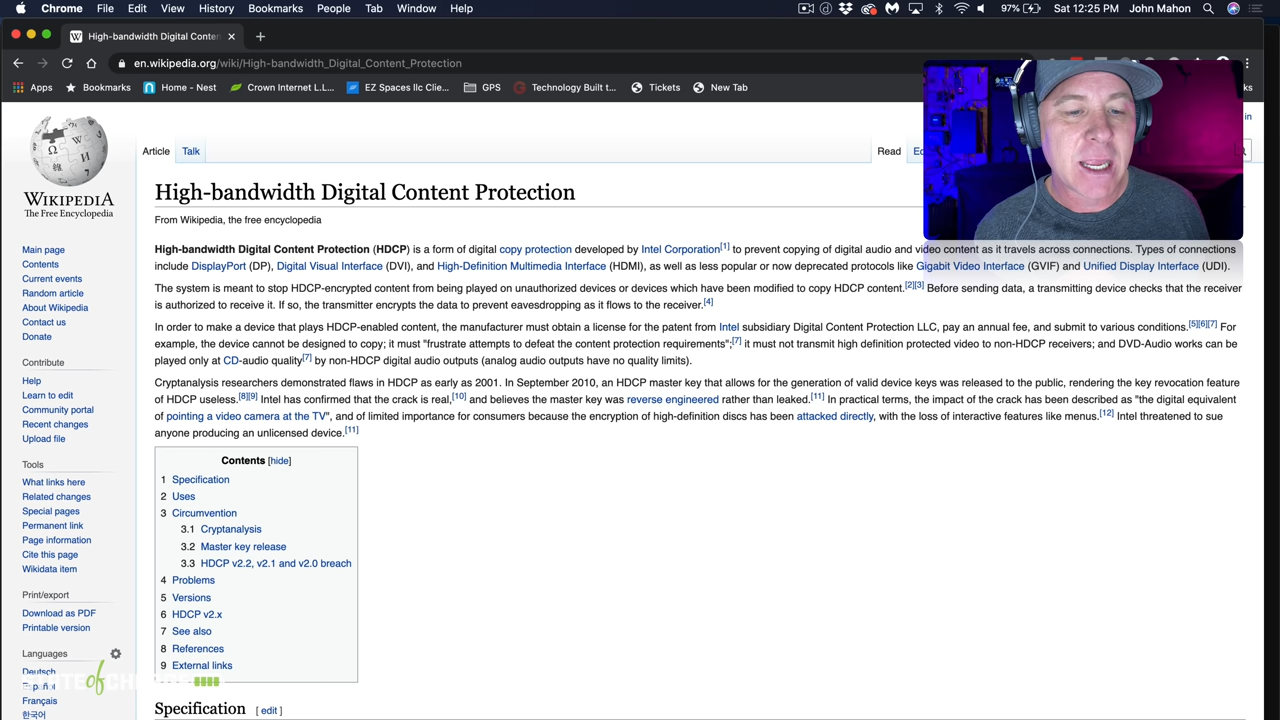 Chrome File Edit View History Bookmarks People Tab Window Help 97% Sat 12:25 PM John Mahon
High-bandwidth Digital Conten
en.wikipedia.org/wiki/High-bandwidth_Digital_Content_Protection
Apps Bookmarks Home - Nest Crown Internet L.L... EZ Spaces llc Clie... GPS Technology Built t... Tickets New Tab
in
Article Talk Read
WIKIPEDIA
The Free Encyclopedia
High-bandwidth Digital Content Protection
From Wikipedia, the free encyclopedia
High-bandwidth Digital Content Protection (HDCP) is a form of digital copy protection developed by Intel Corporation[1] to prevent copying of digital audio and video content as it travels across connections. Types of connections
include DisplayPort (DP), Digital Visual Interface (DVI), and High-Definition Multimedia Interface (HDMI), as well as less popular or now deprecated protocols like Gigabit Video Interface (GVIF) and Unified Display Interface (UDI).
The system is meant to stop HDCP-encrypted content from being played on unauthorized devices or devices which have been modified to copy HDCP content.[2][3] Before sending data, a transmitting device checks that the receiver
is authorized to receive it. If so, the transmitter encrypts the data to prevent eavesdropping as it flows to the receiver.[4]
In order to make a device that plays HDCP-enabled content, the manufacturer must obtain a license for the patent from Intel subsidiary Digital Content Protection LLC, pay an annual fee, and submit to various conditions.[5][6][7] For
example, the device cannot be designed to copy; it must "frustrate attempts to defeat the content protection requirements";[7] it must not transmit high definition protected video to non-HDCP receivers; and DVD-Audio works can be
played only at CD-audio quality[7] by non-HDCP digital audio outputs (analog audio outputs have no quality limits).
Cryptanalysis researchers demonstrated flaws in HDCP as early as 2001. In September 2010, an HDCP master key that allows for the generation of valid device keys was released to the public, rendering the key revocation feature
of HDCP useless.[8][9] Intel has confirmed that the crack is real,[10] and believes the master key was reverse engineered rather than leaked.[11] In practical terms, the impact of the crack has been described as "the digital equivalent
of pointing a video camera at the TV", and of limited importance for consumers because the encryption of high-definition discs has been attacked directly, with the loss of interactive features like menus.[12] Intel threatened to sue
anyone producing an unlicensed device.[11]
Contents [hide]
1 Specification
2 Uses
3 Circumvention
3.1 Cryptanalysis
3.2 Master key release
3.3 HDCP v2.2, v2.1 and v2.0 breach
4 Problems
5 Versions
6 HDCP v2.x
7 See also
8 References
9 External links
Specification [ edit ]
Main page
Contents
Current events
Random article
About Wikipedia
Contact us
Donate
Contribute
Help
Learn to edit
Community portal
Recent changes
Upload file
Tools
What links here
Related changes
Special pages
Permanent link
Page information
Cite this page
Wikidata item
Print/export
Download as PDF
Printable version
Languages
Deutsch
Español
Français
한국어